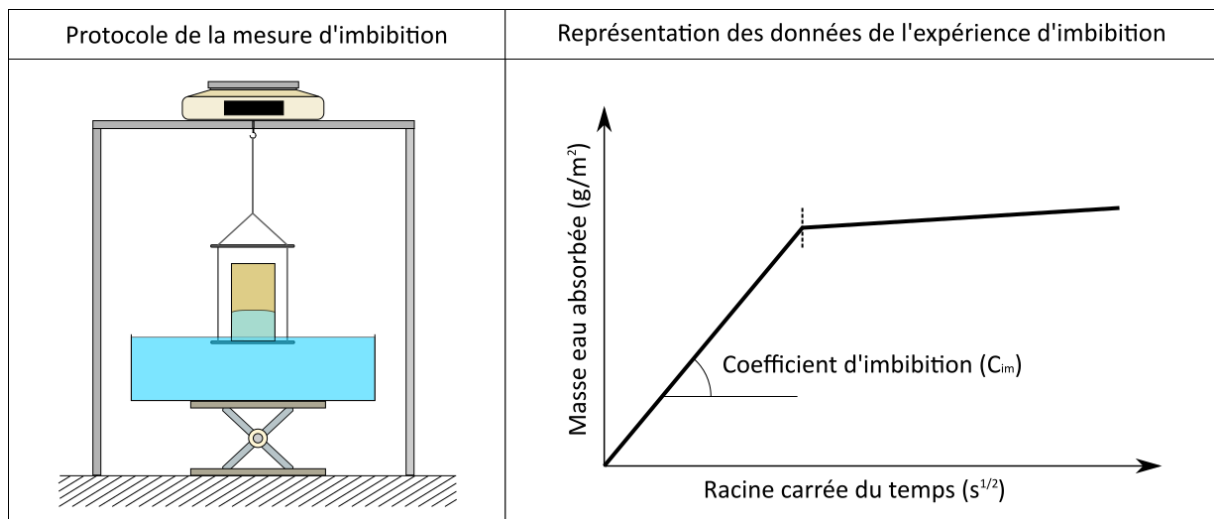 Protocole de la mesure d'imbibition
Représentation des données de l'expérience d'imbibition
Masse eau absorbée (g/m²)
Coefficient d'imbibition (Cim)
Racine carrée du temps (s1/2)